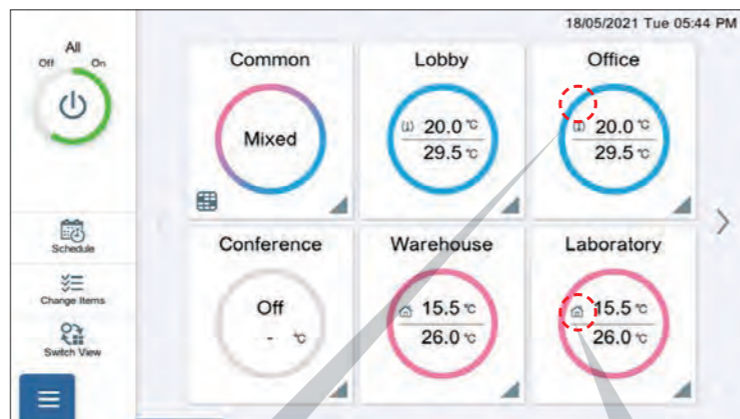 18/05/2021 Tue 05:44 PM
All
Off On
Schedule
Change Items
Switch View
Common
Mixed
Lobby
20.0 °C
29.5 °C
Office
20.0 °C
29.5 °C
Conference
Off
- °C
Warehouse
15.5 °C
26.0 °C
Laboratory
15.5 °C
26.0 °C